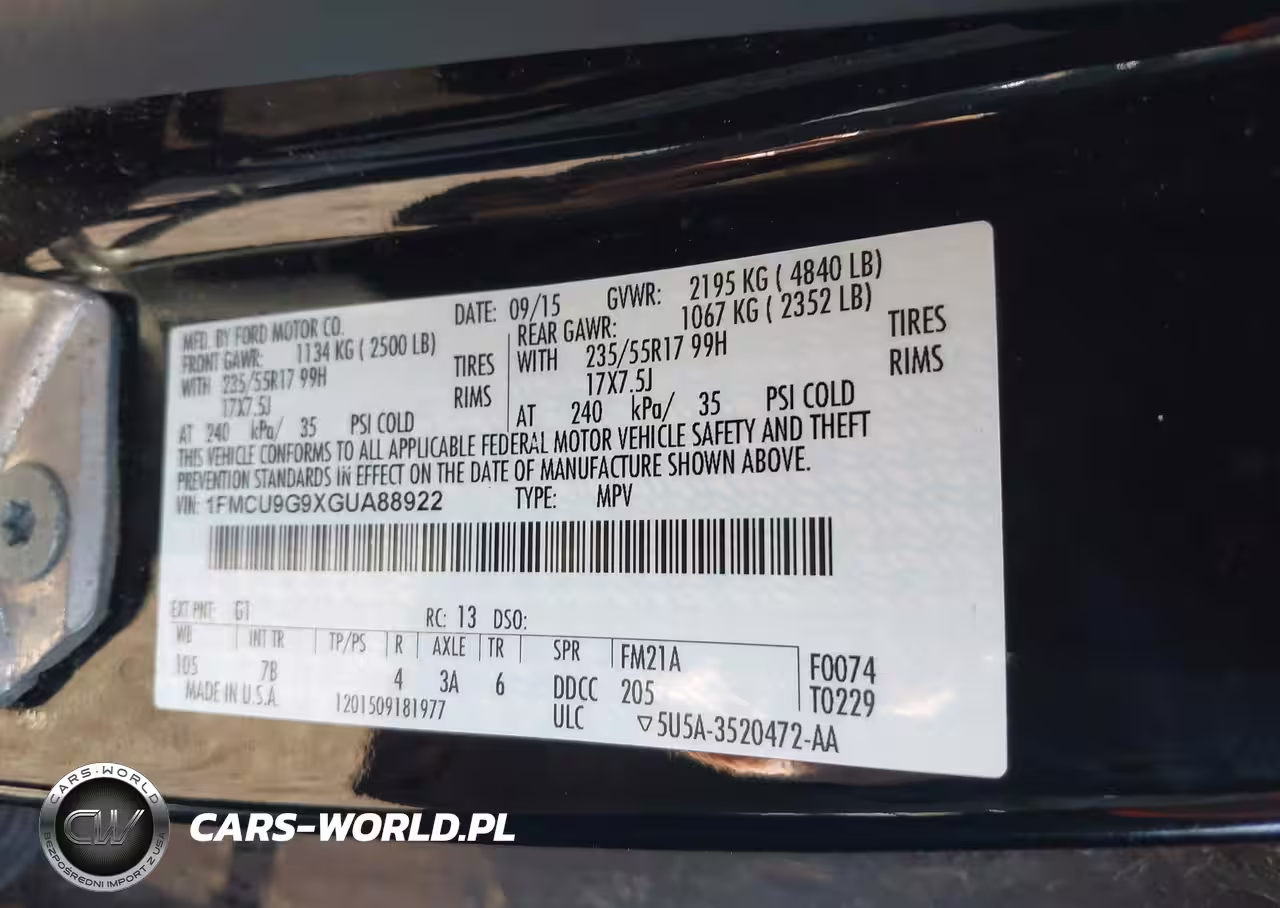 MFD. BY FORD MOTOR CO. DATE: 09/15 GVWR: 2195 KG ( 4840 LB)
FRONT GAWR: 1134 KG ( 2500 LB) REAR GAWR: 1067 KG ( 2352 LB)
WITH 235/55R17 99H TIRES WITH 235/55R17 99H TIRES
17X7.5J RIMS 17X7.5J RIMS
AT 240 kPa/ 35 PSI COLD AT 240 kPa/ 35 PSI COLD
THIS VEHICLE CONFORMS TO ALL APPLICABLE FEDERAL MOTOR VEHICLE SAFETY AND THEFT
PREVENTION STANDARDS IN EFFECT ON THE DATE OF MANUFACTURE SHOWN ABOVE.
VIN: 1FMCU9G9XGUA88922 TYPE: MPV
EXT PNT: G1 RC: 13 DSO:
WB INT TR TP/PS R AXLE TR SPR FM21A F0074
105 7B 4 3A 6 DDCC 205 T0229
MADE IN U.S.A. 1201509181977 ULC ▽5U5A-3520472-AA
CARS-WORLD
CW
BEZPOŚREDNI IMPORT Z USA
CARS-WORLD.PL